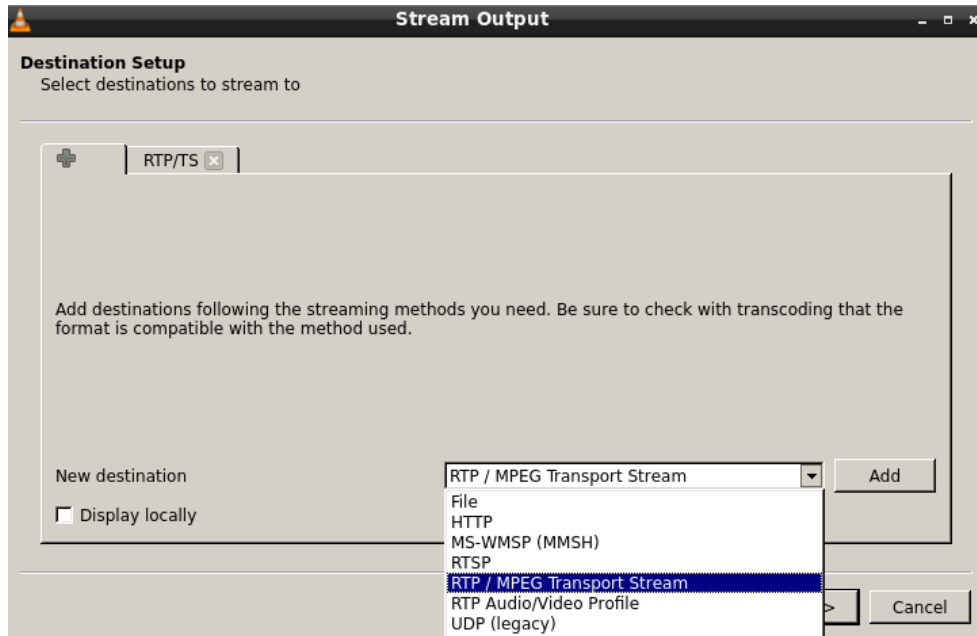 Stream Output
Destination Setup
Select destinations to stream to
RTP/TS
Add destinations following the streaming methods you need. Be sure to check with transcoding that the
format is compatible with the method used.
New destination
RTP / MPEG Transport Stream
Add
Display locally
File
HTTP
MS-WMSP (MMSH)
RTSP
RTP / MPEG Transport Stream
RTP Audio/Video Profile
UDP (legacy)
>
Cancel